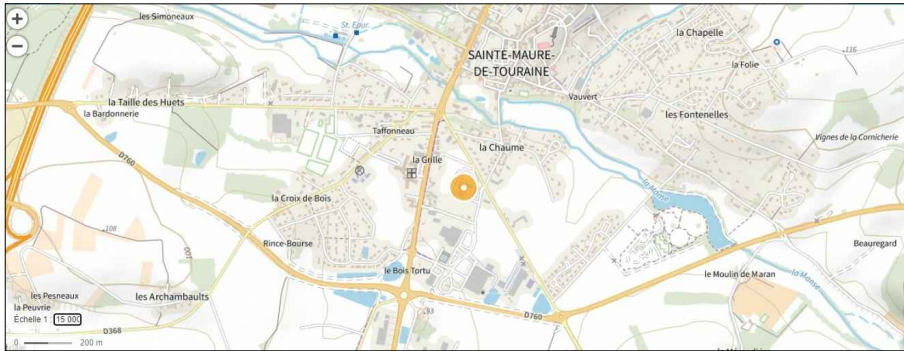 +
les Simoneaux
St. Épur.
la Chapelle
116
SAINTE-MAURE-
DE-TOURAINE
la Folie
−
la Taille des Huets
Vauvert
la Bardonnerie
les Fontenelles
Taffonneau
Vignes de la Cornicherie
D760
la Chaume
la Grille
la Manse
la Croix de Bois
108
Rince-Bourse
100
Beauregard
le Bois Tortu
le Moulin de Maran
la Manse
les Pesneaux
les Archambaults
la Peuvrie
93
D760
Échelle 1 : 15 000
D368
0 200 m